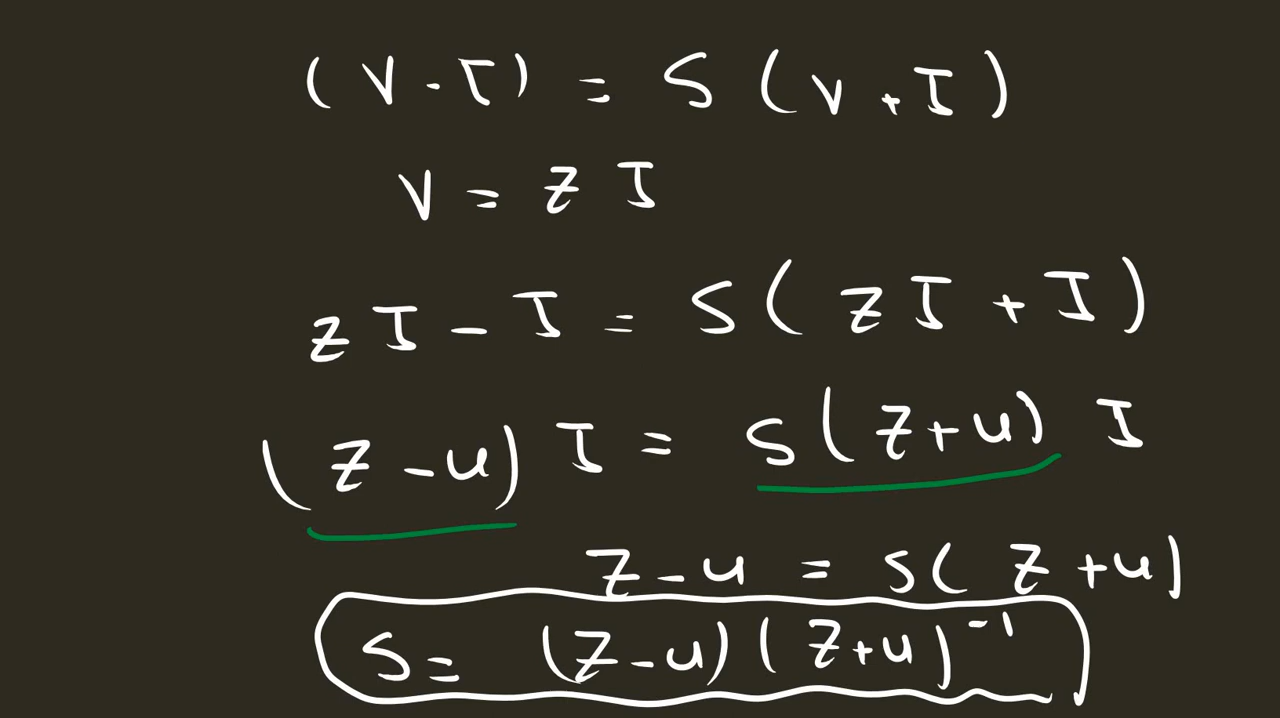 (V - I) = S (V + I)
V = Z I
Z I - I = S ( Z I + I )
(Z - u) I = S (Z + u) I
Z - u = S ( Z + u )
S = (Z - u) (Z + u)⁻¹